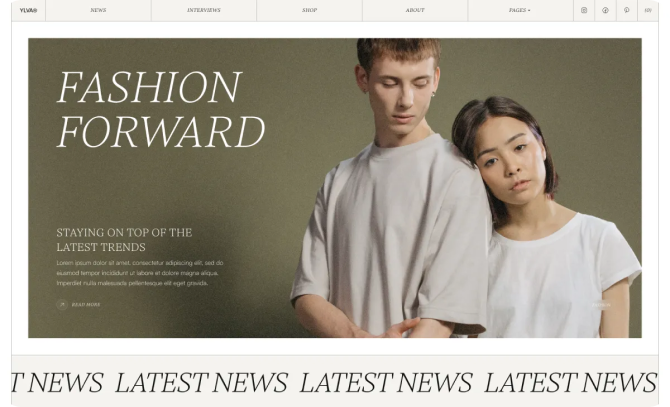 YLVA®
NEWS
INTERVIEWS
SHOP
ABOUT
PAGES
FASHION
FORWARD
STAYING ON TOP OF THE
LATEST TRENDS
Lorem ipsum dolor sit amet, consectetur adipiscing elit, sed do
eiusmod tempor incididunt ut labore et dolore magna aliqua.
Imperdiet nulla malesuada pellentesque elit eget gravida.
READ MORE
T NEWS LATEST NEWS LATEST NEWS LATEST NEWS